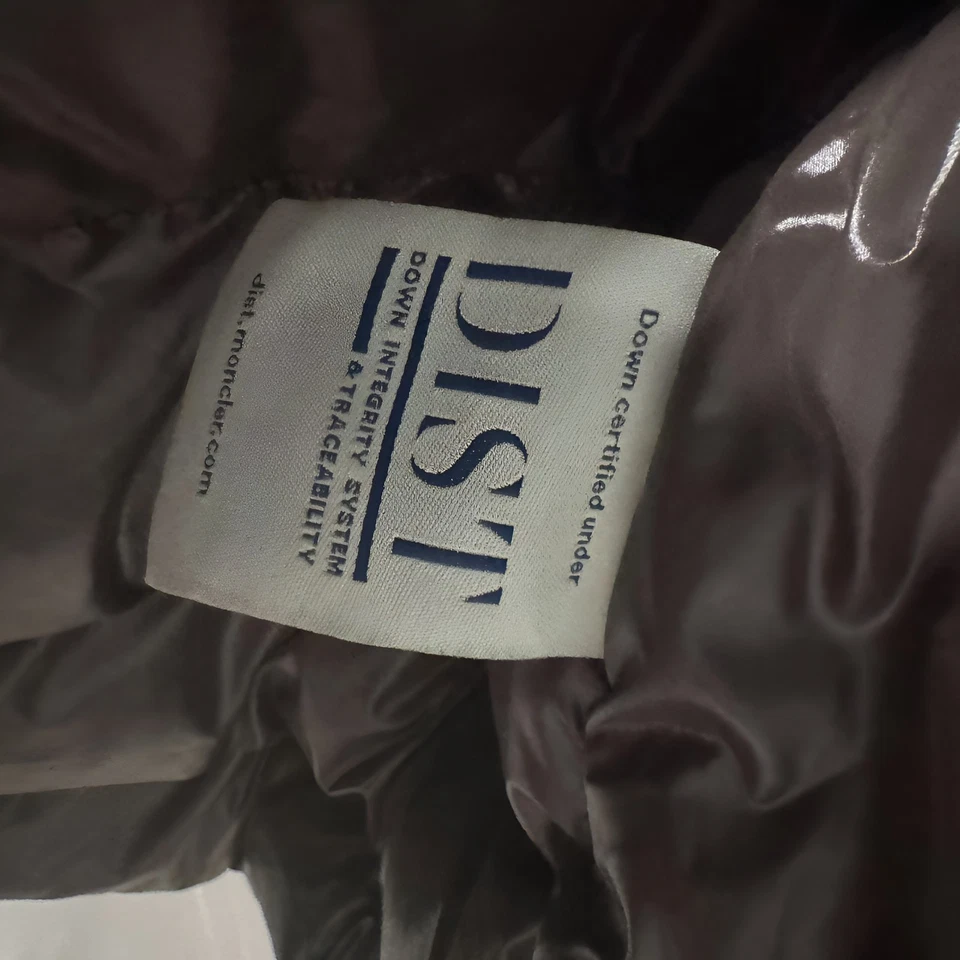 Down certified under
DIST
DOWN INTEGRITY SYSTEM
& TRACEABILITY
dist.moncler.com